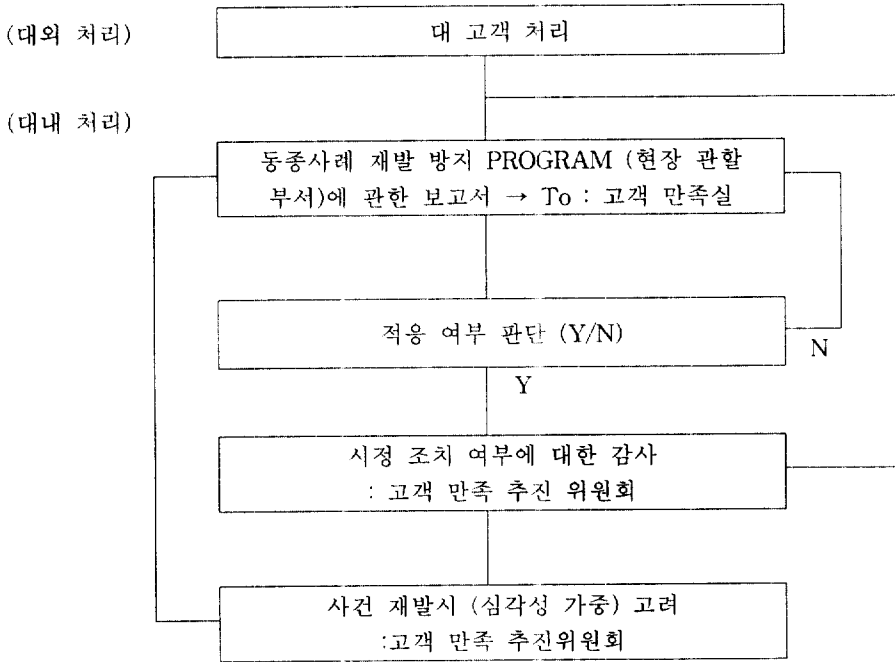 (대외 처리)
대 고객 처리
(대내 처리)
동종사례 재발 방지 PROGRAM (현장 관할
부서)에 관한 보고서 → To : 고객 만족실
적응 여부 판단 (Y/N)
N
Y
시정 조치 여부에 대한 감사
: 고객 만족 추진 위원회
사건 재발시 (심각성 가중) 고려
:고객 만족 추진위원회